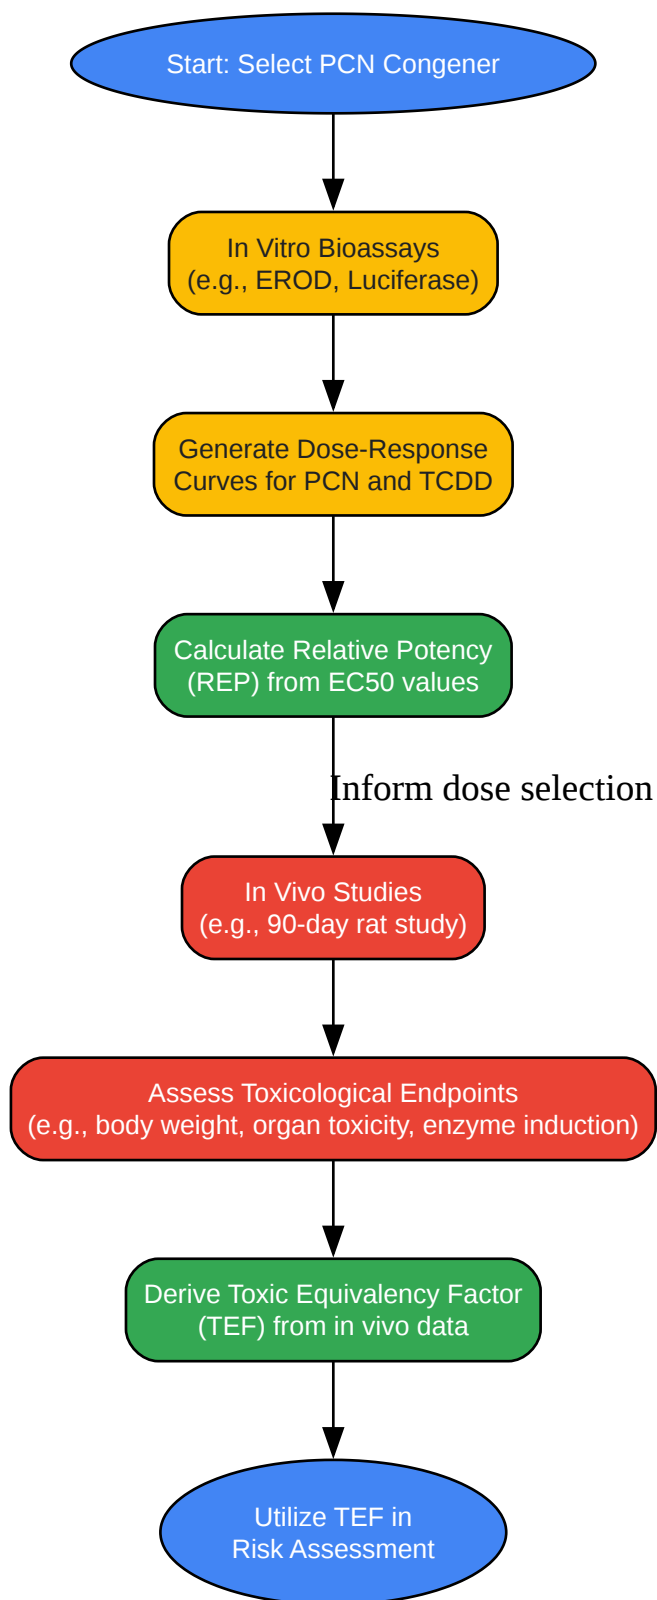 Start: Select PCN Congener
In Vitro Bioassays
(e.g., EROD, Luciferase)
Generate Dose-Response
Curves for PCN and TCDD
Calculate Relative Potency
(REP) from EC50 values
Inform dose selection
In Vivo Studies
(e.g., 90-day rat study)
Assess Toxicological Endpoints
(e.g., body weight, organ toxicity, enzyme induction)
Derive Toxic Equivalency Factor
(TEF) from in vivo data
Utilize TEF in
Risk Assessment